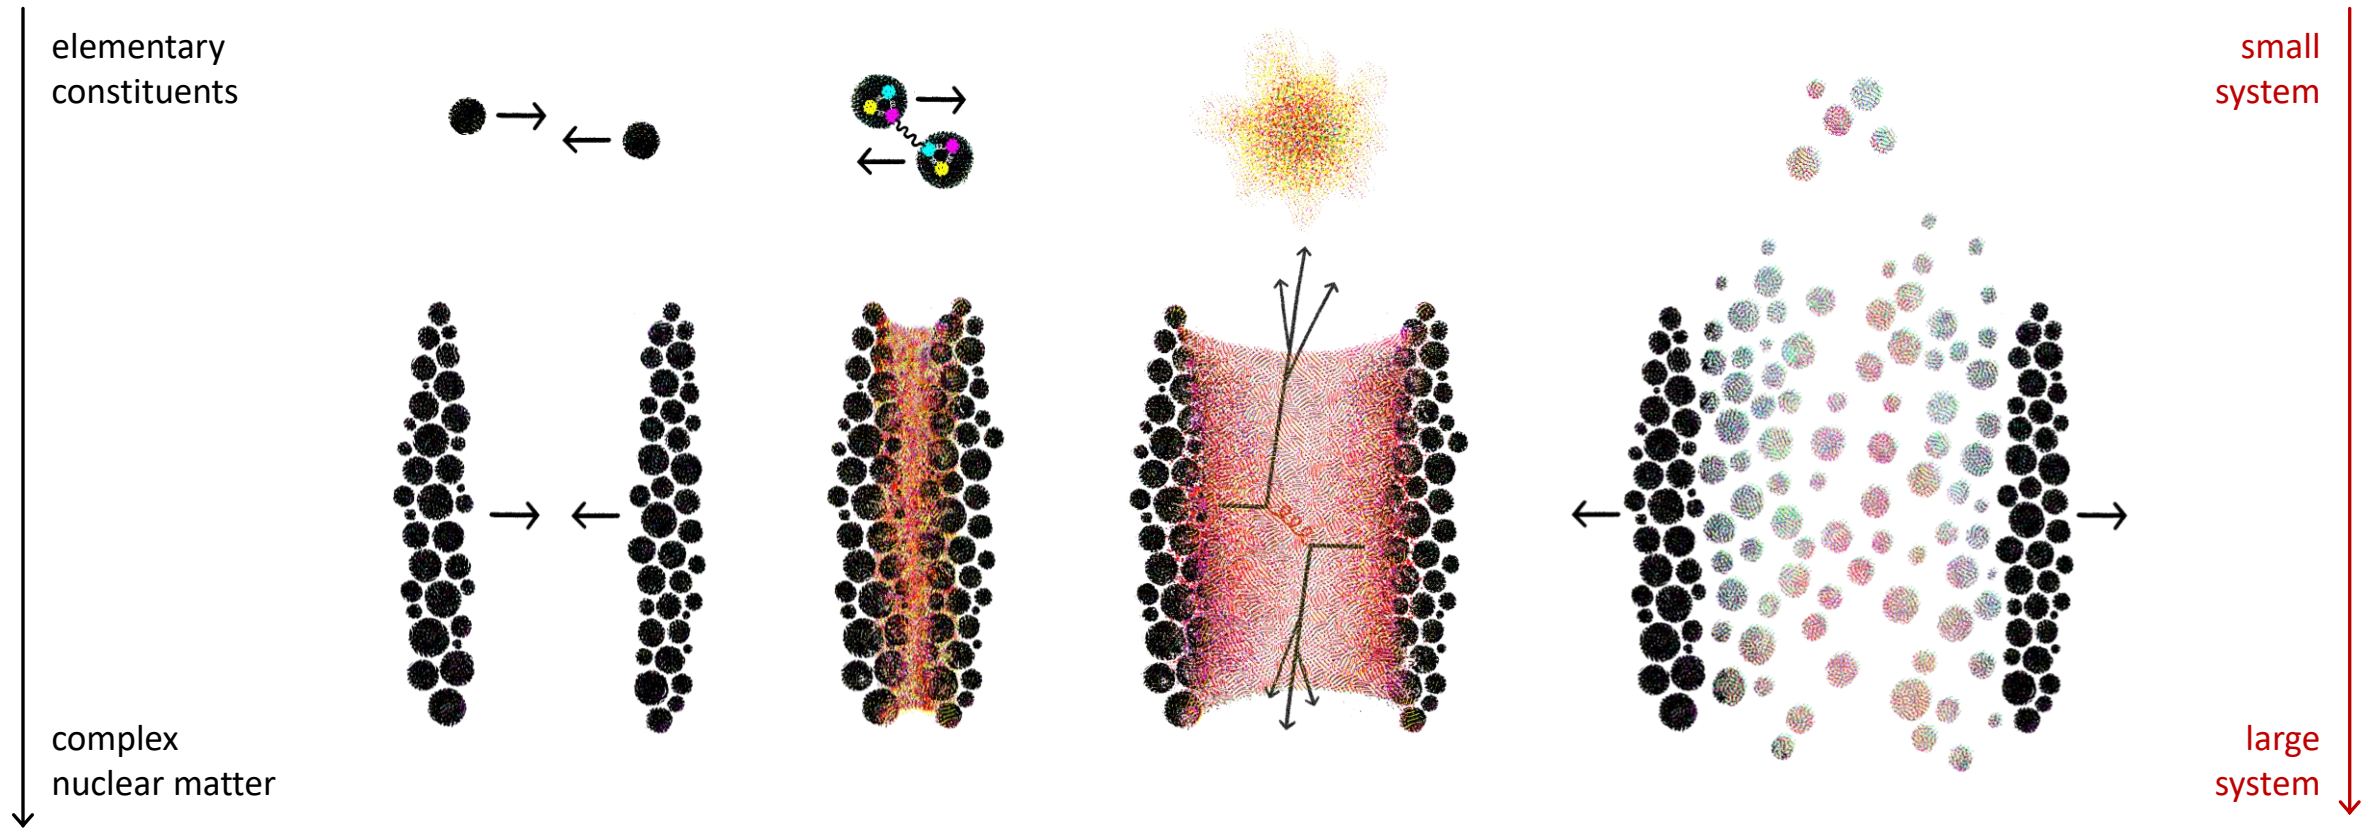 elementary
constituents
small
system
complex
nuclear matter
large
system